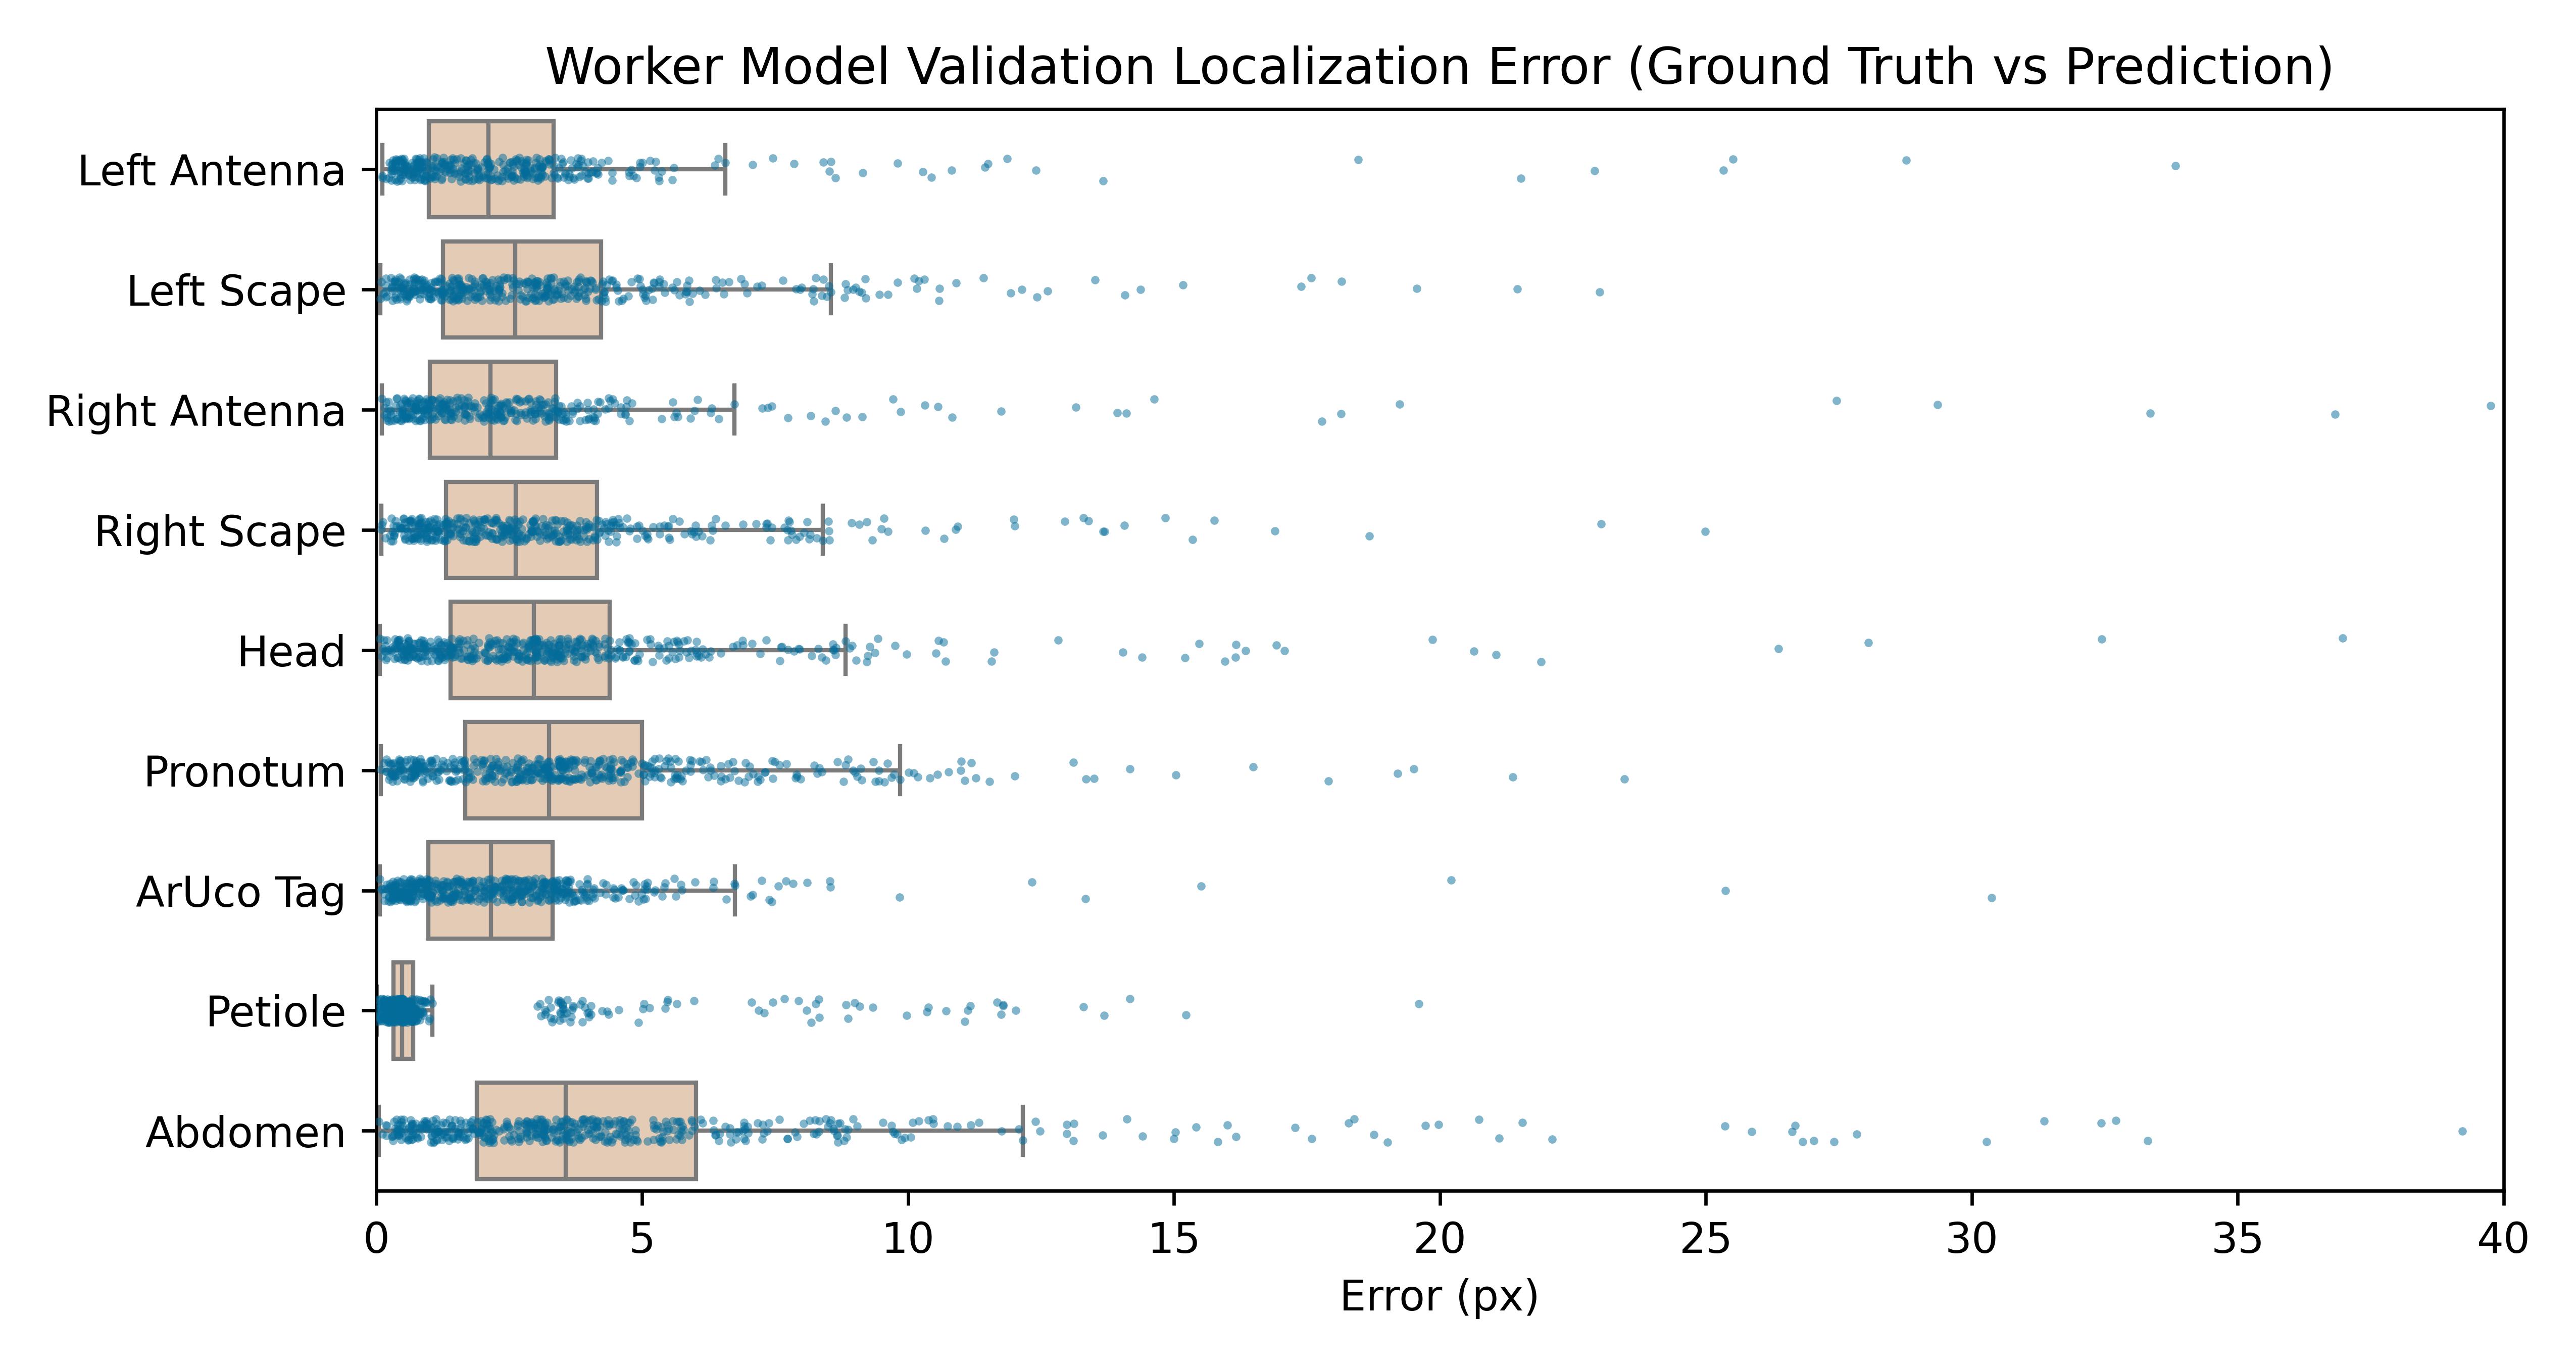 Worker Model Validation Localization Error (Ground Truth vs Prediction)
Left Antenna
Left Scape
Right Antenna
Right Scape
Head
Pronotum
ArUco Tag
Petiole
Abdomen
0 5 10 15 20 25 30 35 40
Error (px)